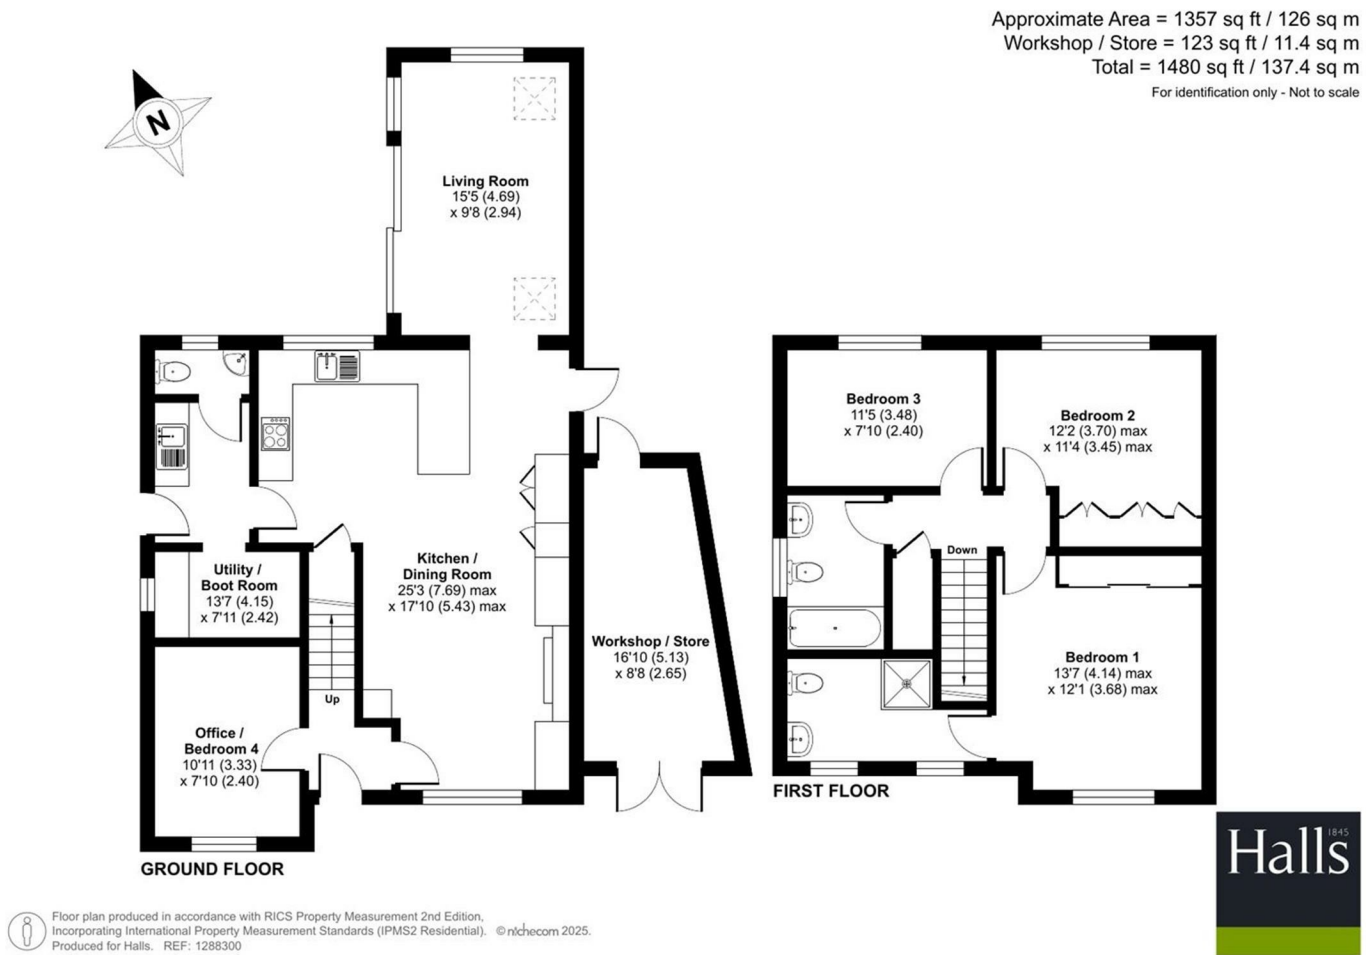 Approximate Area = 1357 sq ft / 126 sq m
Workshop / Store = 123 sq ft / 11.4 sq m
Total = 1480 sq ft / 137.4 sq m
For identification only - Not to scale
N
Living Room
15'5 (4.69)
x 9'8 (2.94)
Kitchen /
Dining Room
25'3 (7.69) max
x 17'10 (5.43) max
Utility /
Boot Room
13'7 (4.15)
x 7'11 (2.42)
Up
Office /
Bedroom 4
10'11 (3.33)
x 7'10 (2.40)
Workshop / Store
16'10 (5.13)
x 8'8 (2.65)
GROUND FLOOR
Bedroom 3
11'5 (3.48)
x 7'10 (2.40)
Bedroom 2
12'2 (3.70) max
x 11'4 (3.45) max
Down
Bedroom 1
13'7 (4.14) max
x 12'1 (3.68) max
FIRST FLOOR
Halls
1845
Floor plan produced in accordance with RICS Property Measurement 2nd Edition,
Incorporating International Property Measurement Standards (IPMS2 Residential). © nichecom 2025.
Produced for Halls. REF: 1288300